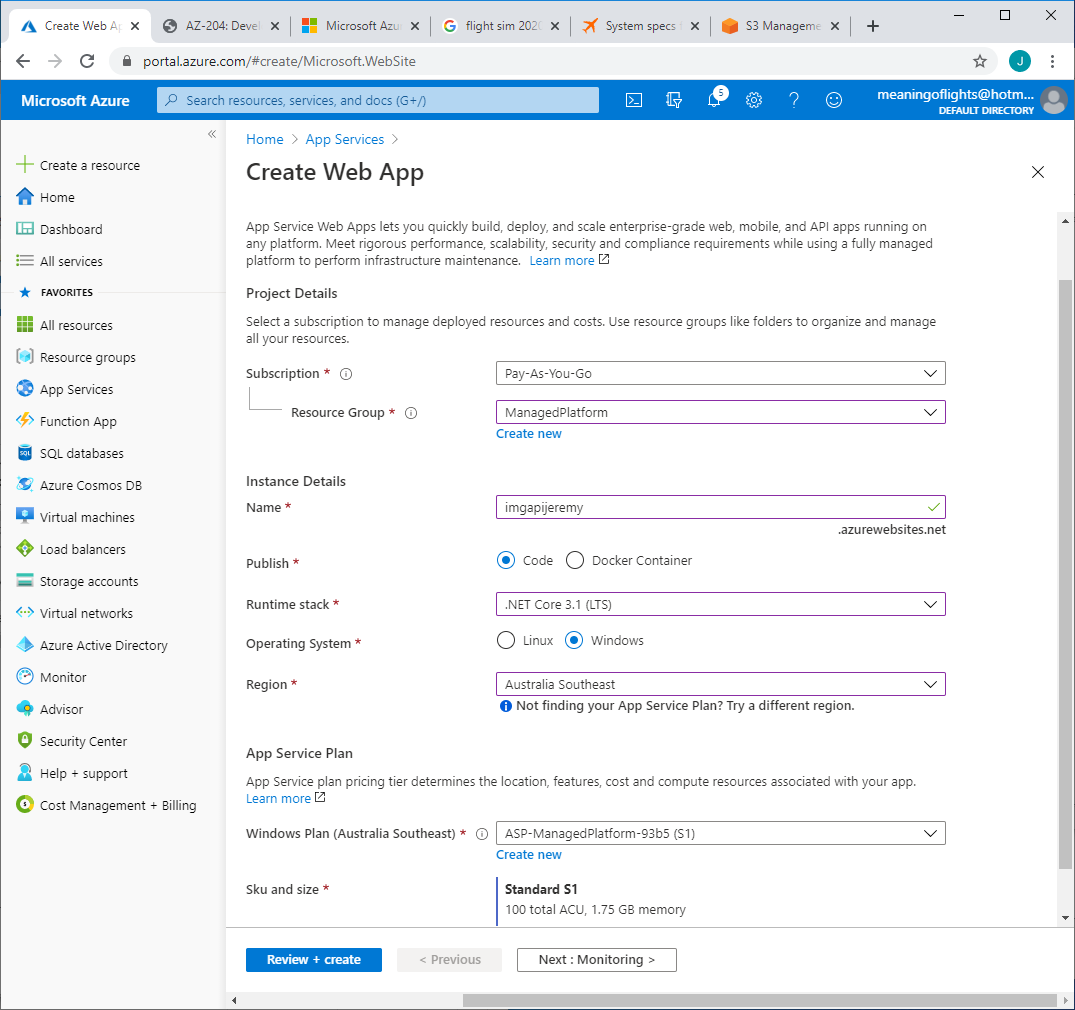 Create Web Ap
AZ-204: Devel
Microsoft Azu
flight sim 2020
System specs f
S3 Manageme
portal.azure.com/#create/Microsoft.WebSite
J
Microsoft Azure
Search resources, services, and docs (G+/)
5
meaningoflights@hotm...
DEFAULT DIRECTORY
Create a resource
Home
Dashboard
All services
FAVORITES
All resources
Resource groups
App Services
Function App
SQL databases
Azure Cosmos DB
Virtual machines
Load balancers
Storage accounts
Virtual networks
Azure Active Directory
Monitor
Advisor
Security Center
Help + support
Cost Management + Billing
Home > App Services >
Create Web App
App Service Web Apps lets you quickly build, deploy, and scale enterprise-grade web, mobile, and API apps running on
any platform. Meet rigorous performance, scalability, security and compliance requirements while using a fully managed
platform to perform infrastructure maintenance. Learn more
Project Details
Select a subscription to manage deployed resources and costs. Use resource groups like folders to organize and manage
all your resources.
Subscription *
Pay-As-You-Go
Resource Group *
ManagedPlatform
Create new
Instance Details
Name *
imgapijeremy
.azurewebsites.net
Publish *
Code
Docker Container
Runtime stack *
.NET Core 3.1 (LTS)
Operating System *
Linux
Windows
Region *
Australia Southeast
Not finding your App Service Plan? Try a different region.
App Service Plan
App Service plan pricing tier determines the location, features, cost and compute resources associated with your app.
Learn more
Windows Plan (Australia Southeast) *
ASP-ManagedPlatform-93b5 (S1)
Create new
Sku and size *
Standard S1
100 total ACU, 1.75 GB memory
Review + create
< Previous
Next : Monitoring >